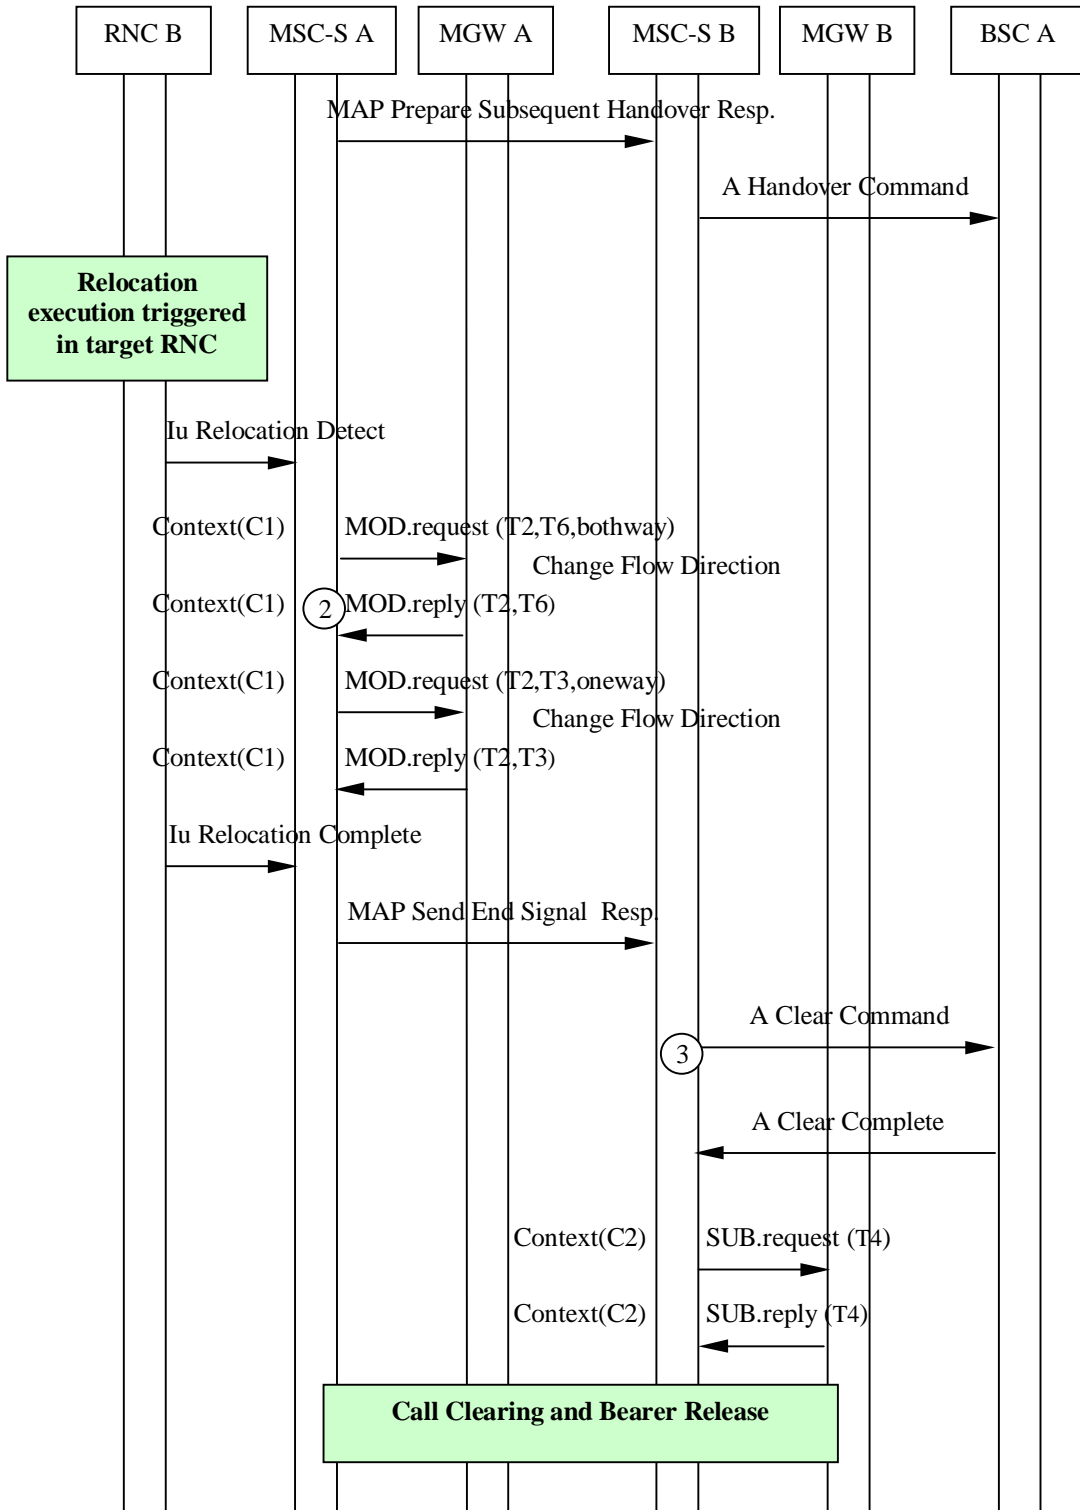 RNC B
MSC-S A
MGW A
MSC-S B
MGW B
BSC A
MAP Prepare Subsequent Handover Resp.
A Handover Command
Relocation
execution triggered
in target RNC
Iu Relocation Detect
Context(C1)
MOD.request (T2,T6,bothway)
Change Flow Direction
Context(C1)
2
MOD.reply (T2,T6)
Context(C1)
MOD.request (T2,T3,oneway)
Change Flow Direction
Context(C1)
MOD.reply (T2,T3)
Iu Relocation Complete
MAP Send End Signal Resp.
A Clear Command
3
A Clear Complete
Context(C2)
SUB.request (T4)
Context(C2)
SUB.reply (T4)
Call Clearing and Bearer Release